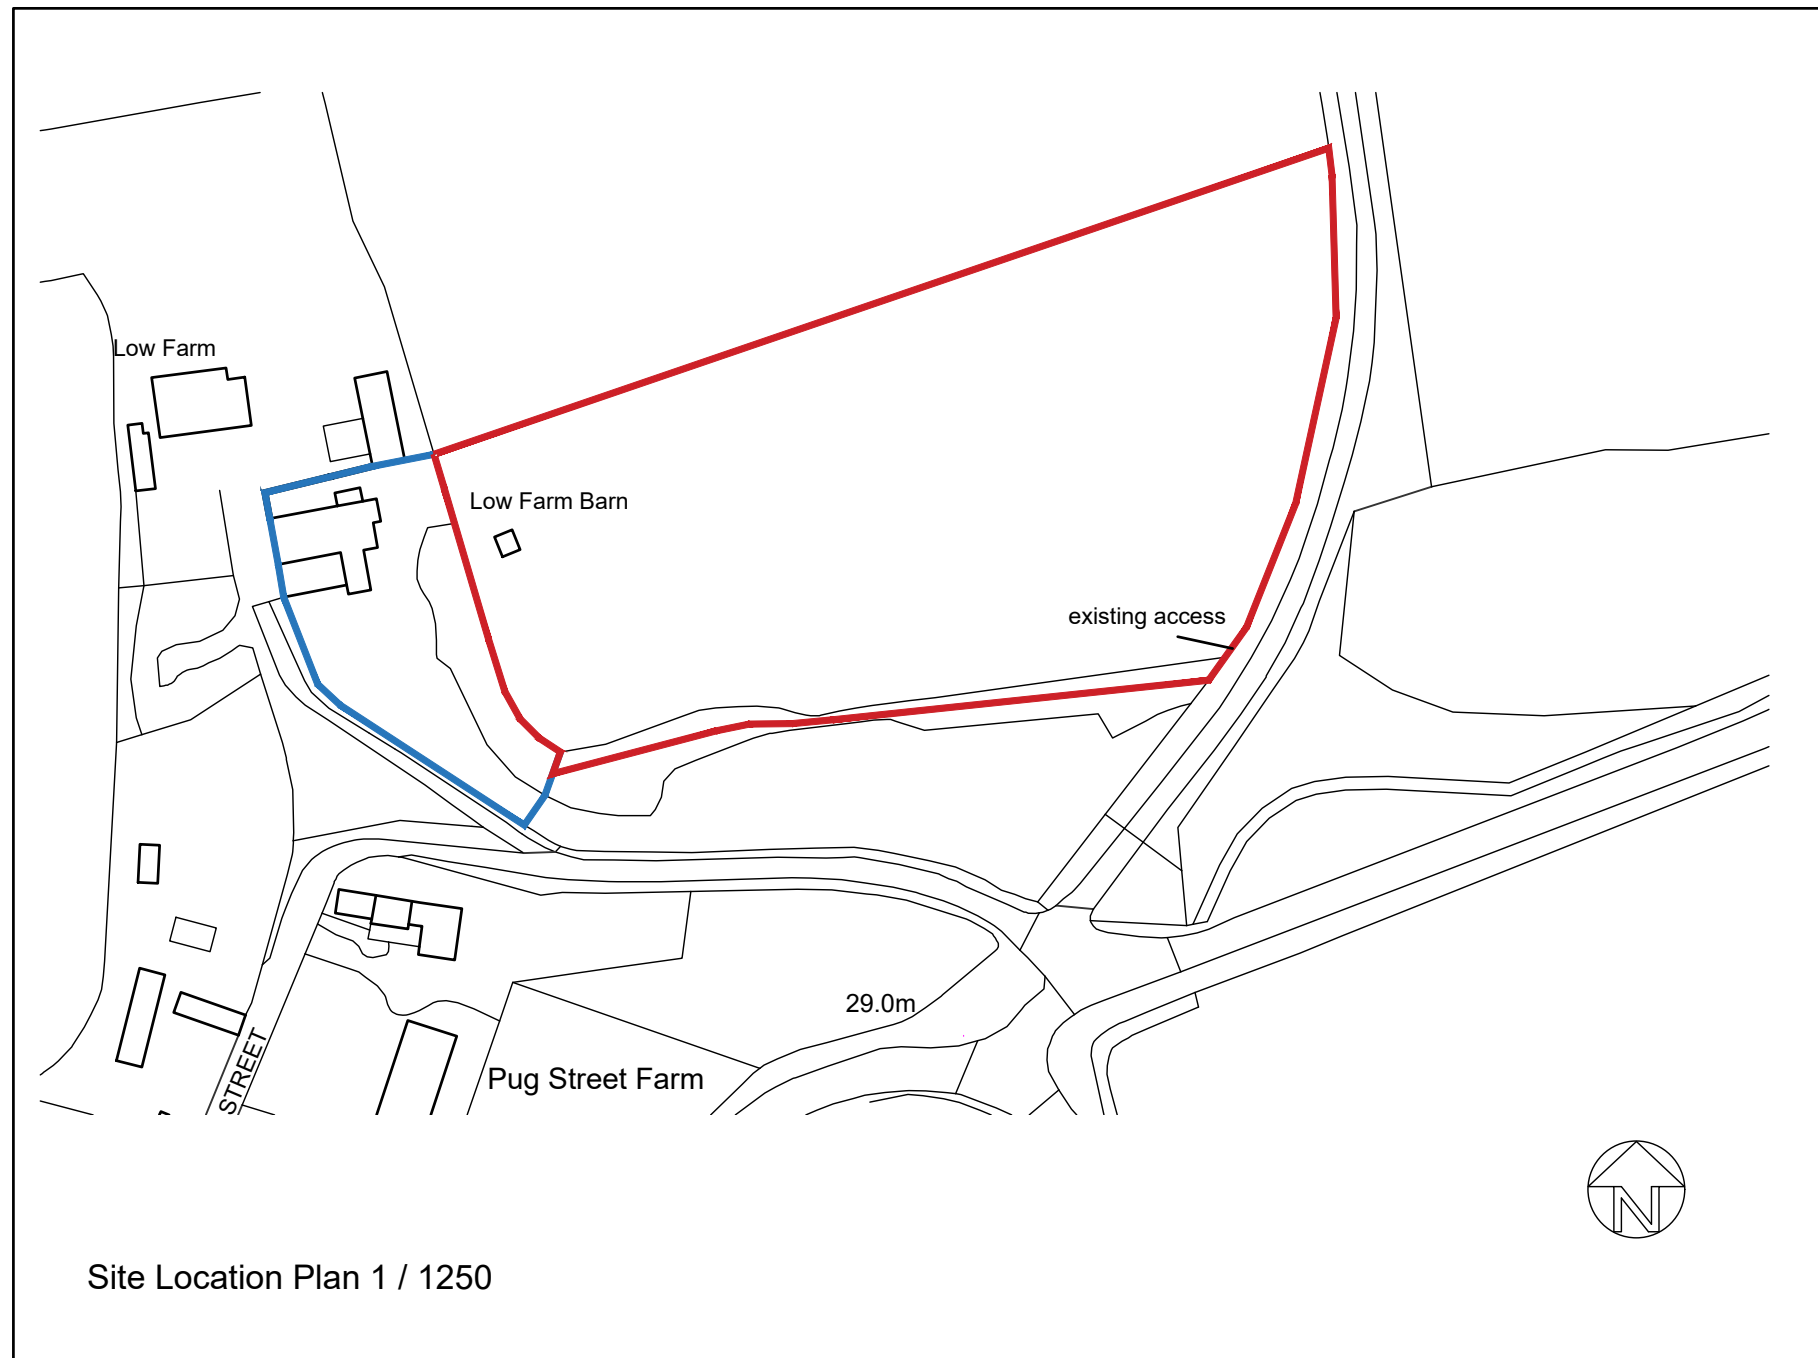 Low Farm
Low Farm Barn
existing access
29.0m
STREET
Pug Street Farm
N
Site Location Plan 1 / 1250